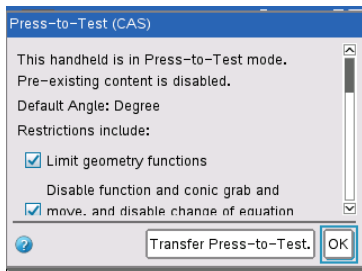 Press-to-Test (CAS)
This handheld is in Press-to-Test mode.
Pre-existing content is disabled.
Default Angle: Degree
Restrictions include:
Limit geometry functions
Disable function and conic grab and
move, and disable change of equation
?
Transfer Press-to-Test.
OK